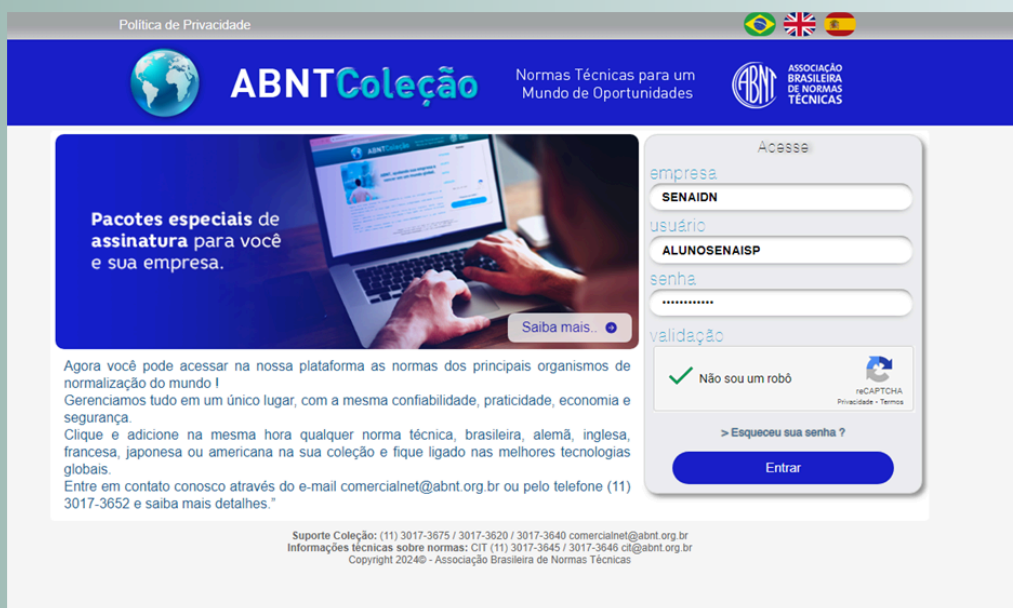 Política de Privacidade
ABNTColeção
Normas Técnicas para um
Mundo de Oportunidades
ABNT
ASSOCIAÇÃO
BRASILEIRA
DE NORMAS
TÉCNICAS
Pacotes especiais de
assinatura para você
e sua empresa.
Saiba mais..
Agora você pode acessar na nossa plataforma as normas dos principais organismos de
normalização do mundo !
Gerenciamos tudo em um único lugar, com a mesma confiabilidade, praticidade, economia e
segurança.
Clique e adicione na mesma hora qualquer norma técnica, brasileira, alemã, inglesa,
francesa, japonesa ou americana na sua coleção e fique ligado nas melhores tecnologias
globais.
Entre em contato conosco através do e-mail comercialnet@abnt.org.br ou pelo telefone (11)
3017-3652 e saiba mais detalhes.”
Acesse
empresa
SENAIDN
usuário
ALUNOSENAISP
senha
••••••••••••
validação
Não sou um robô
reCAPTCHA
Privacidade - Termos
> Esqueceu sua senha ?
Entrar
Suporte Coleção: (11) 3017-3675 / 3017-3620 / 3017-3640 comercialnet@abnt.org.br
Informações técnicas sobre normas: CIT (11) 3017-3645 / 3017-3646 cit@abnt.org.br
Copyright 2024© - Associação Brasileira de Normas Técnicas